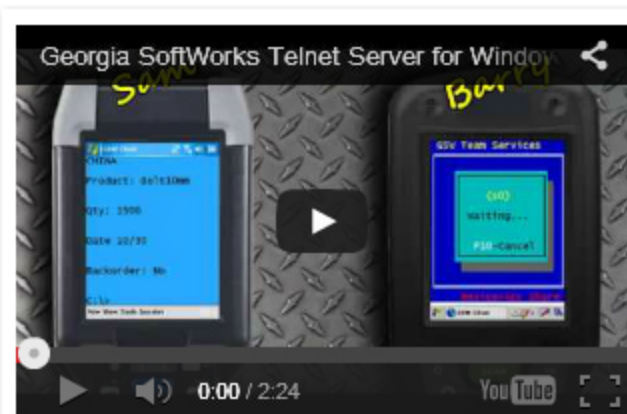 Georgia SoftWorks Telnet Server for Window
Sam
Barry
CHINA
Product: Bolt10mm
Qty: 1500
Date 10/30
Backorder: No
C:\>
GSW Team Services
Waiting...
F10-Cancel
0:00 / 2:24
YouTube